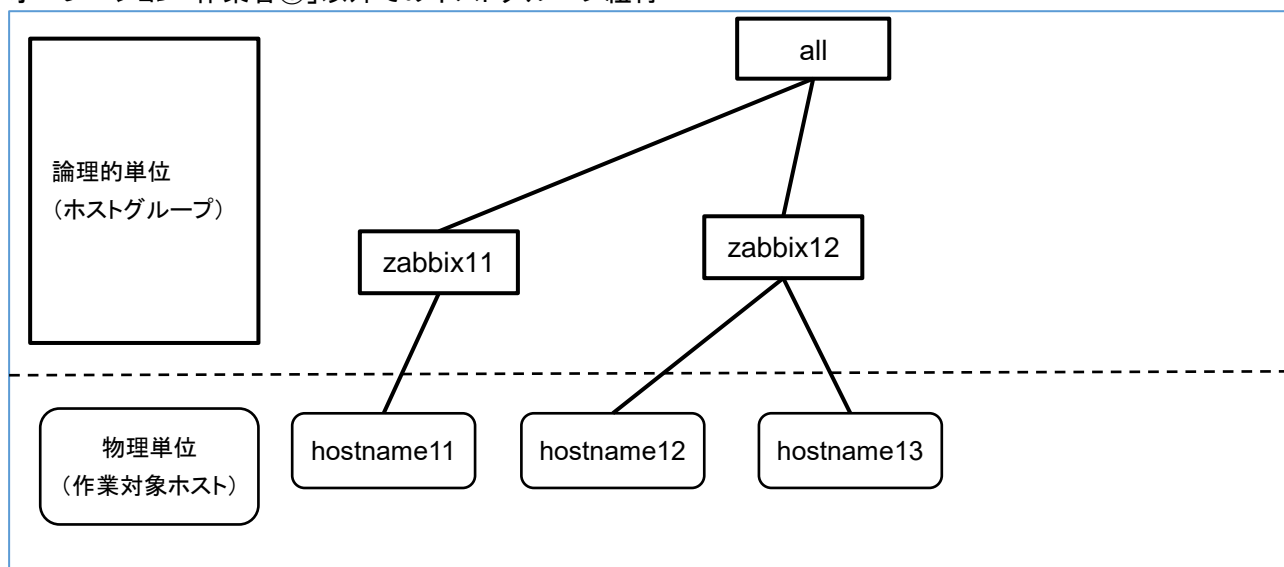 all
論理的単位
（ホストグループ）
zabbix11
zabbix12
物理単位
（作業対象ホスト）
hostname11
hostname12
hostname13